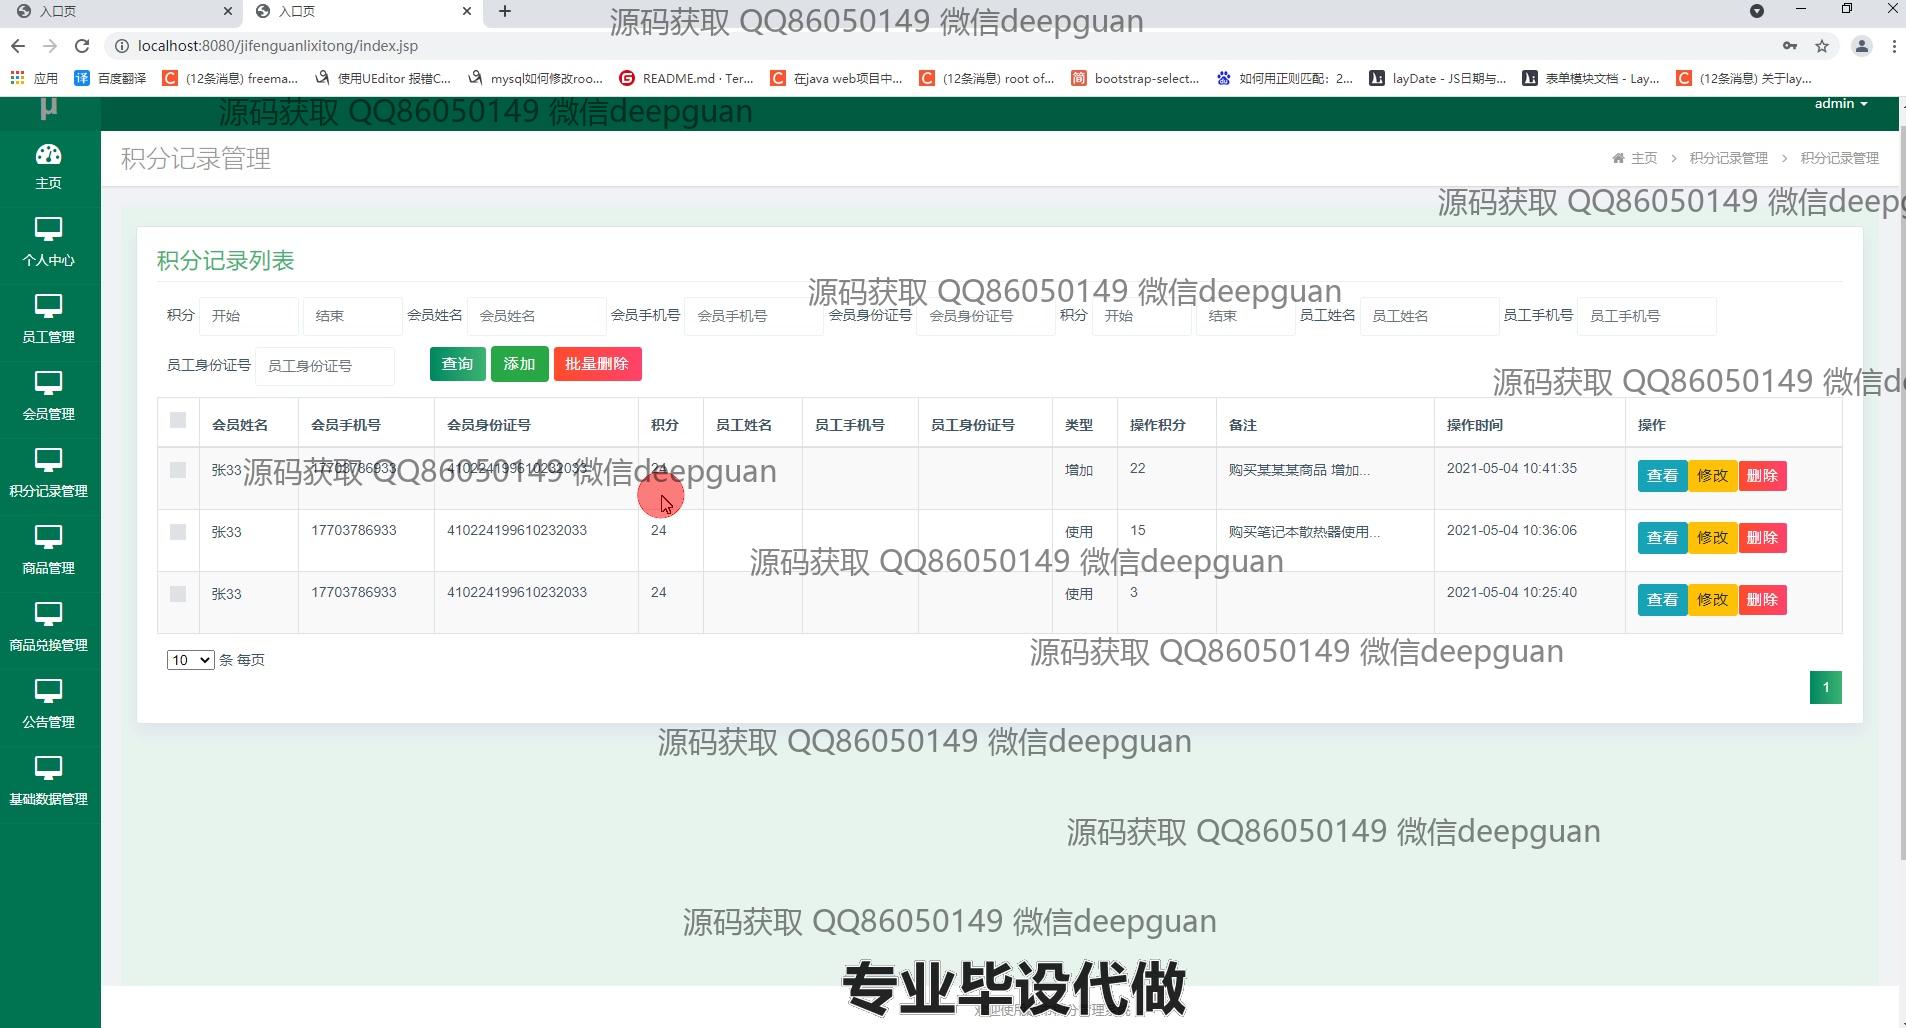 入口页
入口页
源码获取 QQ86050149 微信deepguan
localhost:8080/jifenguanlixitong/index.jsp
应用 百度翻译 (12条消息) freema... 使用UEditor 报错C... mysql如何修改roo... README.md · Ter... 在java web项目中... (12条消息) root of... bootstrap-select... 如何用正则匹配：2... layDate - JS日期与... 表单模块文档 - Lay... (12条消息) 关于lay...
μ
源码获取 QQ86050149 微信deepguan
admin
主页
个人中心
员工管理
会员管理
积分记录管理
商品管理
商品兑换管理
公告管理
基础数据管理
积分记录管理
主页 > 积分记录管理 > 积分记录管理
源码获取 QQ86050149 微信deepg
积分记录列表
源码获取 QQ86050149 微信deepguan
积分 开始 结束 会员姓名 会员姓名 会员手机号 会员手机号 会员身份证号 会员身份证号 积分 开始 结束 员工姓名 员工姓名 员工手机号 员工手机号
员工身份证号 员工身份证号 查询 添加 批量删除
源码获取 QQ86050149 微信de
会员姓名 会员手机号 会员身份证号 积分 员工姓名 员工手机号 员工身份证号 类型 操作积分 备注 操作时间 操作
张33 17703786933 410224199610232033 24 增加 22 购买某某某商品 增加... 2021-05-04 10:41:35 查看 修改 删除
源码获取 QQ86050149 微信deepguan
张33 17703786933 410224199610232033 24 使用 15 购买笔记本散热器使用... 2021-05-04 10:36:06 查看 修改 删除
源码获取 QQ86050149 微信deepguan
张33 17703786933 410224199610232033 24 使用 3 2021-05-04 10:25:40 查看 修改 删除
10 条 每页
源码获取 QQ86050149 微信deepguan
1
源码获取 QQ86050149 微信deepguan
源码获取 QQ86050149 微信deepguan
源码获取 QQ86050149 微信deepguan
专业毕设代做